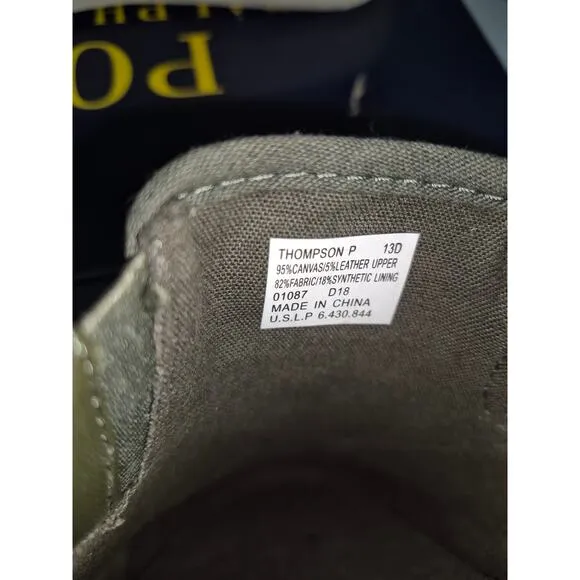 PO
ALPH
THOMPSON P 13D
95%CANVAS/5%LEATHER UPPER
82%FABRIC/18%SYNTHETIC LINING
01087 D18
MADE IN CHINA
U.S.L.P 6.430.844